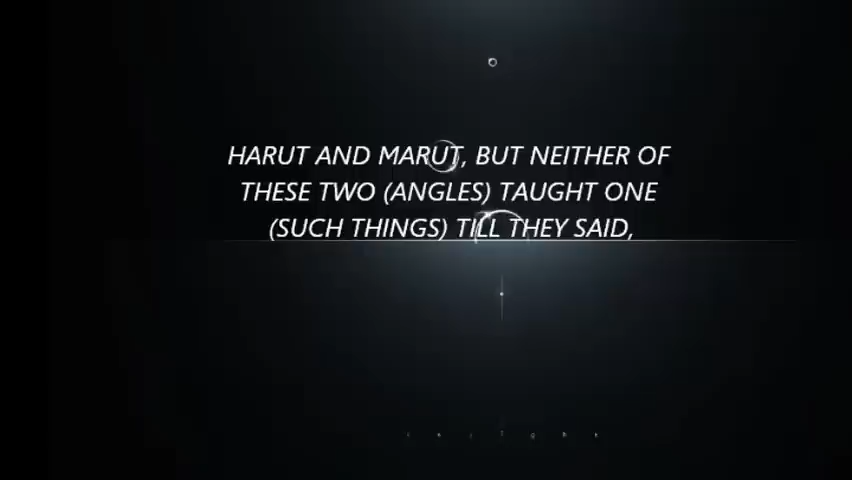 HARUT AND MARUT, BUT NEITHER OF
THESE TWO (ANGLES) TAUGHT ONE
(SUCH THINGS) TILL THEY SAID,